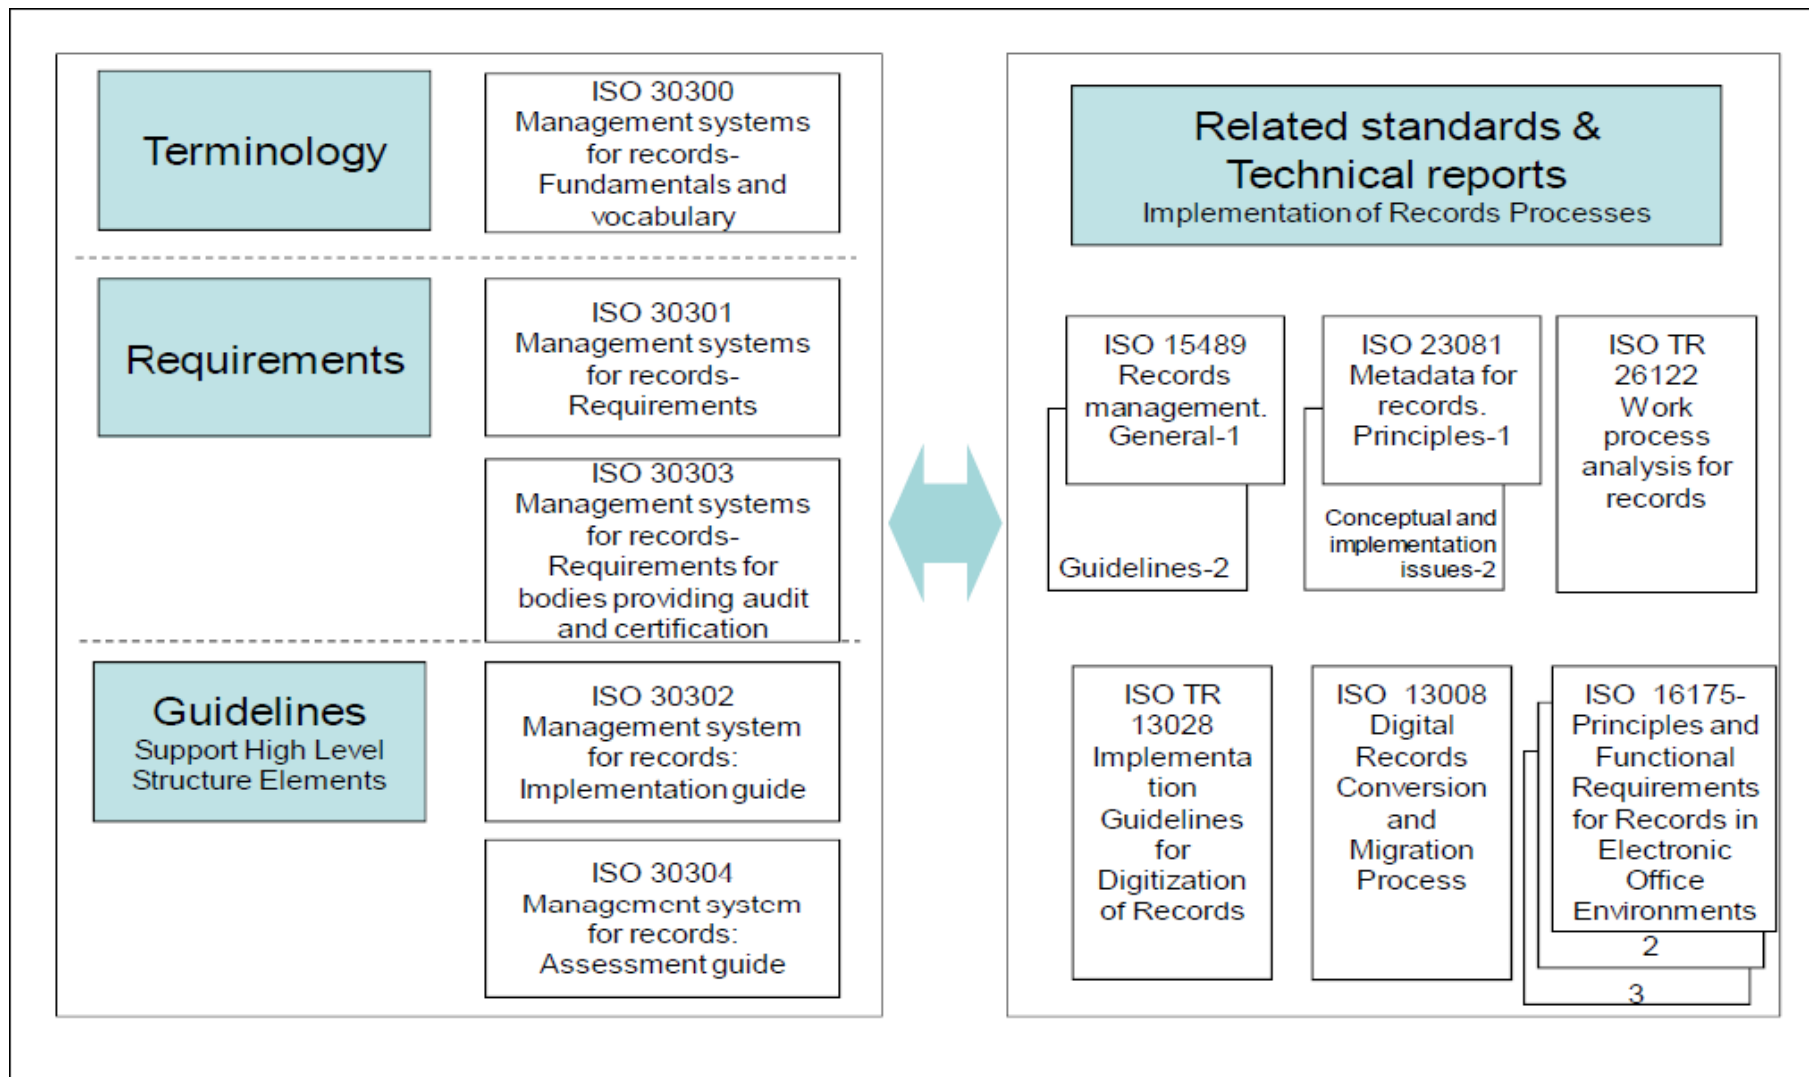 Terminology
ISO 30300
Management systems
for records-
Fundamentals and
vocabulary
Requirements
ISO 30301
Management systems
for records-
Requirements
ISO 30303
Management systems
for records-
Requirements for
bodies providing audit
and certification
Guidelines
Support High Level
Structure Elements
ISO 30302
Management system
for records:
Implementation guide
ISO 30304
Management system
for records:
Assessment guide
Related standards &
Technical reports
Implementation of Records Processes
ISO 15489
Records
management.
General-1
Guidelines-2
ISO 23081
Metadata for
records.
Principles-1
Conceptual and
implementation
issues-2
ISO TR
26122
Work
process
analysis for
records
ISO TR
13028
Implementa
tion
Guidelines
for
Digitization
of Records
ISO 13008
Digital
Records
Conversion
and
Migration
Process
ISO 16175-
Principles and
Functional
Requirements
for Records in
Electronic
Office
Environments
2
3